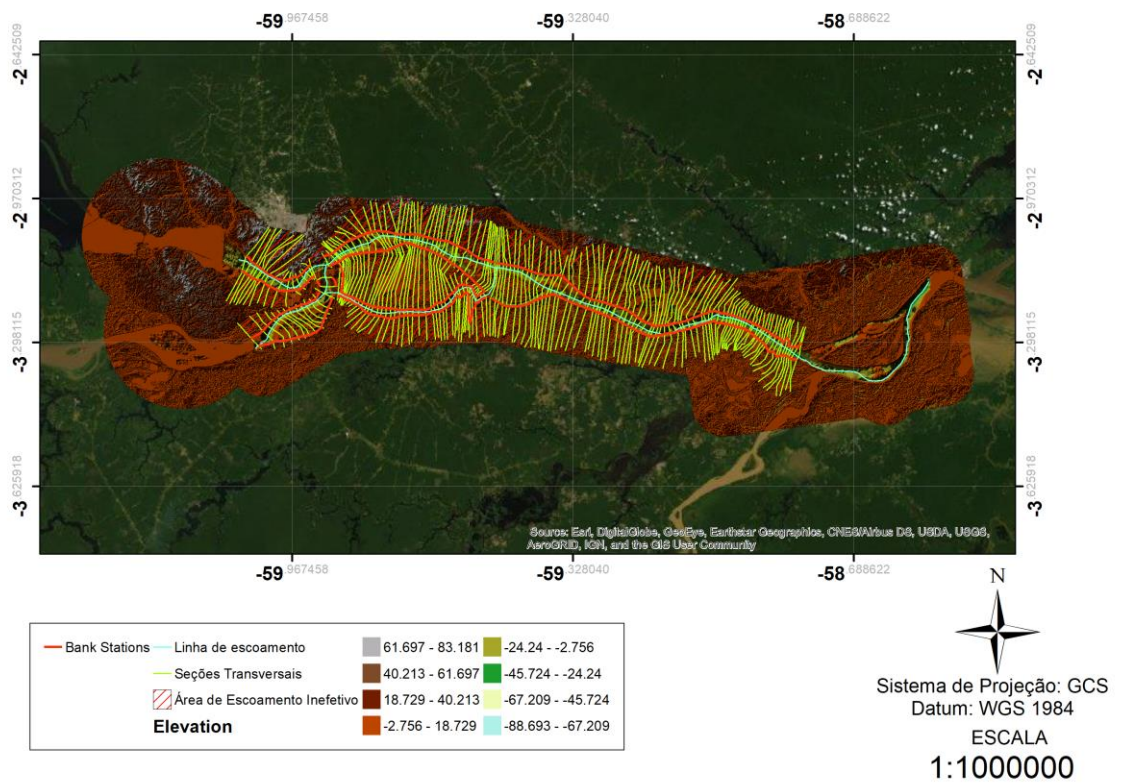 -59.967458 -59.328040 -58.688622
-2.642509 -2.642509
-2.970312 -2.970312
-3.298115 -3.298115
-3.625918 -3.625918
Source: Esri, DigitalGlobe, GeoEye, Earthstar Geographics, CNES/Airbus DS, USDA, USGS,
AeroGRID, IGN, and the GIS User Community
-59.967458 -59.328040 -58.688622
N
Bank Stations Linha de escoamento 61.697 - 83.181 -24.24 - -2.756
Seções Transversais 40.213 - 61.697 -45.724 - -24.24
Área de Escoamento Inefetivo 18.729 - 40.213 -67.209 - -45.724
Elevation -2.756 - 18.729 -88.693 - -67.209
Sistema de Projeção: GCS
Datum: WGS 1984
ESCALA
1:1000000